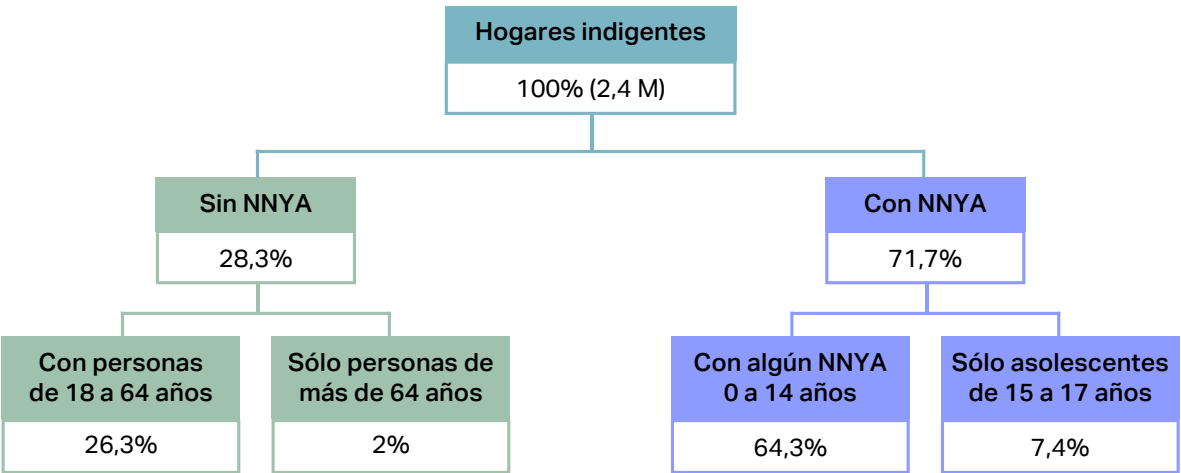 Hogares indigentes
100% (2,4 M)
Sin NNYA
28,3%
Con NNYA
71,7%
Con personas
de 18 a 64 años
26,3%
Sólo personas de
más de 64 años
2%
Con algún NNYA
0 a 14 años
64,3%
Sólo asolescentes
de 15 a 17 años
7,4%